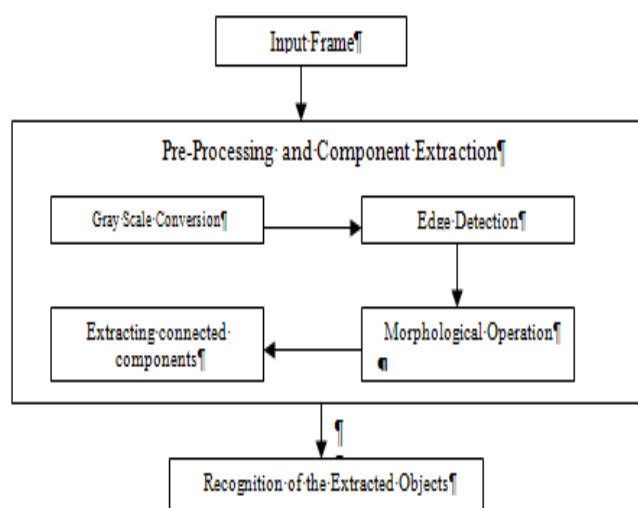 Input·Frame¶
Pre-Processing·and·Component·Extraction¶
Gray·Scale·Conversion¶
Edge·Detection¶
Extracting·connected·
components¶
Morphological·Operation¶
¶
¶
Recognition·of·the·Extracted·Objects¶